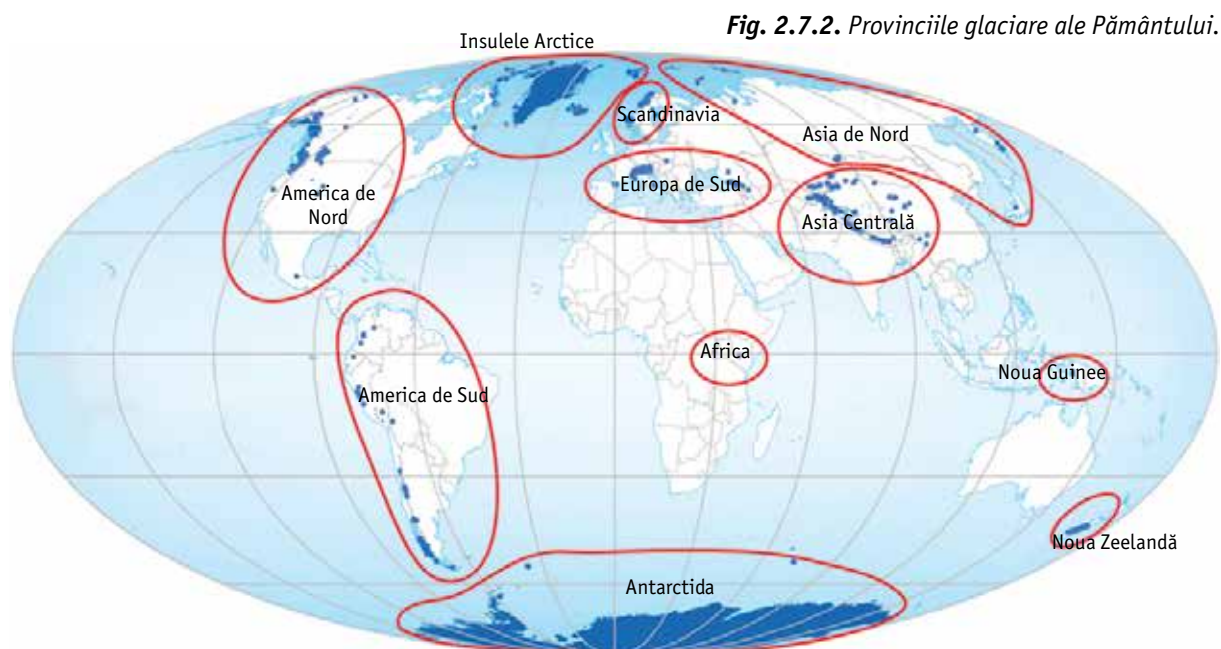 Fig. 2.7.2. Provinciile glaciare ale Pământului.
Insulele Arctice
Scandinavia
Asia de Nord
America de
Nord
Europa de Sud
Asia Centrală
Africa
Noua Guinee
America de Sud
Noua Zeelandă
Antarctida